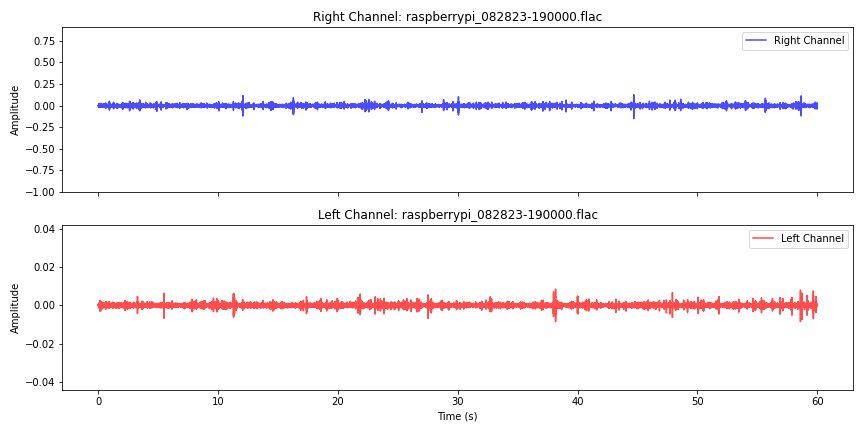 Right Channel: raspberrypi_082823-190000.flac
Right Channel
Amplitude
0.75
0.50
0.25
0.00
−0.25
−0.50
−0.75
−1.00
Left Channel: raspberrypi_082823-190000.flac
Left Channel
Amplitude
0.04
0.02
0.00
−0.02
−0.04
0 10 20 30 40 50 60
Time (s)